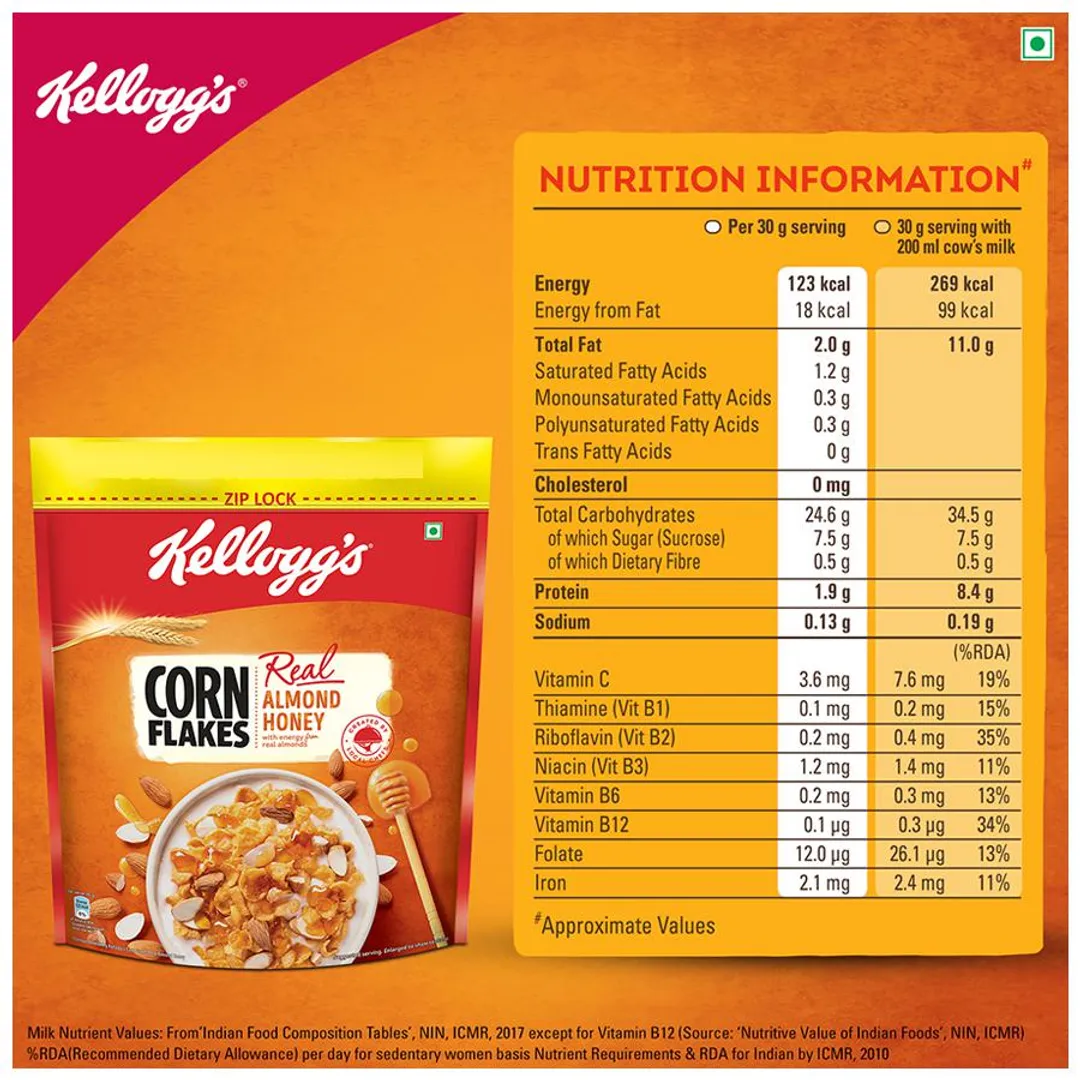 Kellogg's®
NUTRITION INFORMATION#
Per 30 g serving
30 g serving with
200 ml cow's milk
Energy 123 kcal 269 kcal
Energy from Fat 18 kcal 99 kcal
Total Fat 2.0 g 11.0 g
Saturated Fatty Acids 1.2 g
Monounsaturated Fatty Acids 0.3 g
Polyunsaturated Fatty Acids 0.3 g
Trans Fatty Acids 0 g
Cholesterol 0 mg
Total Carbohydrates 24.6 g 34.5 g
of which Sugar (Sucrose) 7.5 g 7.5 g
of which Dietary Fibre 0.5 g 0.5 g
Protein 1.9 g 8.4 g
Sodium 0.13 g 0.19 g
(%RDA)
Vitamin C 3.6 mg 7.6 mg 19%
Thiamine (Vit B1) 0.1 mg 0.2 mg 15%
Riboflavin (Vit B2) 0.2 mg 0.4 mg 35%
Niacin (Vit B3) 1.2 mg 1.4 mg 11%
Vitamin B6 0.2 mg 0.3 mg 13%
Vitamin B12 0.1 µg 0.3 µg 34%
Folate 12.0 µg 26.1 µg 13%
Iron 2.1 mg 2.4 mg 11%
#Approximate Values
ZIP LOCK
Kellogg's
CORN
FLAKES
Real
ALMOND
HONEY
with energy from
real almonds
CREATED BY
LOCAL CHEFS
Milk Nutrient Values: From'Indian Food Composition Tables', NIN, ICMR, 2017 except for Vitamin B12 (Source: 'Nutritive Value of Indian Foods', NIN, ICMR)
%RDA(Recommended Dietary Allowance) per day for sedentary women basis Nutrient Requirements & RDA for Indian by ICMR, 2010